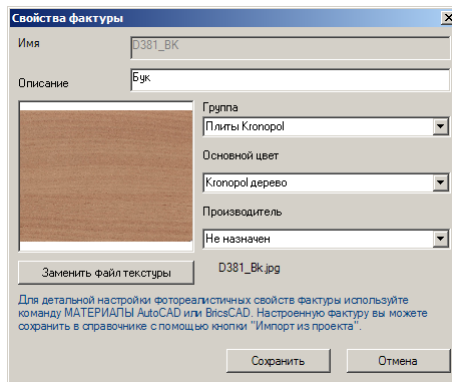 Свойства фактуры
Имя
D381_BK
Описание
Бук
Группа
Плиты Kronopol
Основной цвет
Kronopol дерево
Производитель
Не назначен
Заменить файл текстуры
D381_Bk.jpg
Для детальной настройки фотореалистичных свойств фактуры используйте
команду МАТЕРИАЛЫ AutoCAD или BricsCAD. Настроенную фактуру вы можете
сохранить в справочнике с помощью кнопки "Импорт из проекта".
Сохранить
Отмена